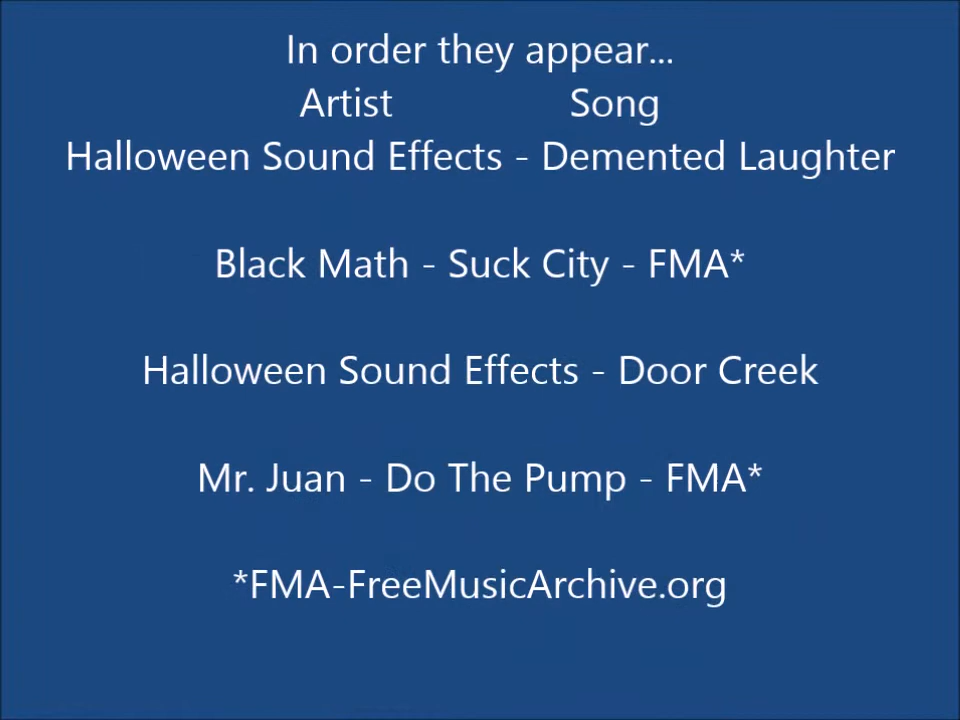 In order they appear...
Artist Song
Halloween Sound Effects - Demented Laughter
Black Math - Suck City - FMA*
Halloween Sound Effects - Door Creek
Mr. Juan - Do The Pump - FMA*
*FMA-FreeMusicArchive.org